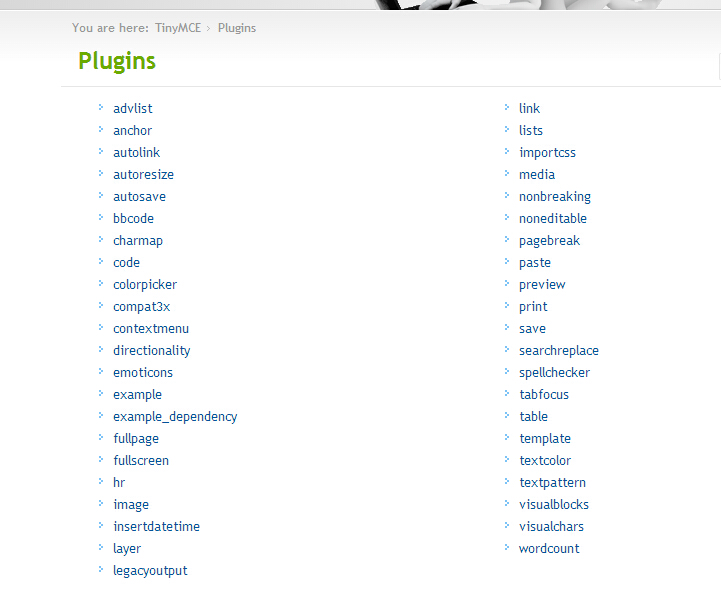 You are here: TinyMCE › Plugins
Plugins
advlist
anchor
autolink
autoresize
autosave
bbcode
charmap
code
colorpicker
compat3x
contextmenu
directionality
emoticons
example
example_dependency
fullpage
fullscreen
hr
image
insertdatetime
layer
legacyoutput
link
lists
importcss
media
nonbreaking
noneditable
pagebreak
paste
preview
print
save
searchreplace
spellchecker
tabfocus
table
template
textcolor
textpattern
visualblocks
visualchars
wordcount